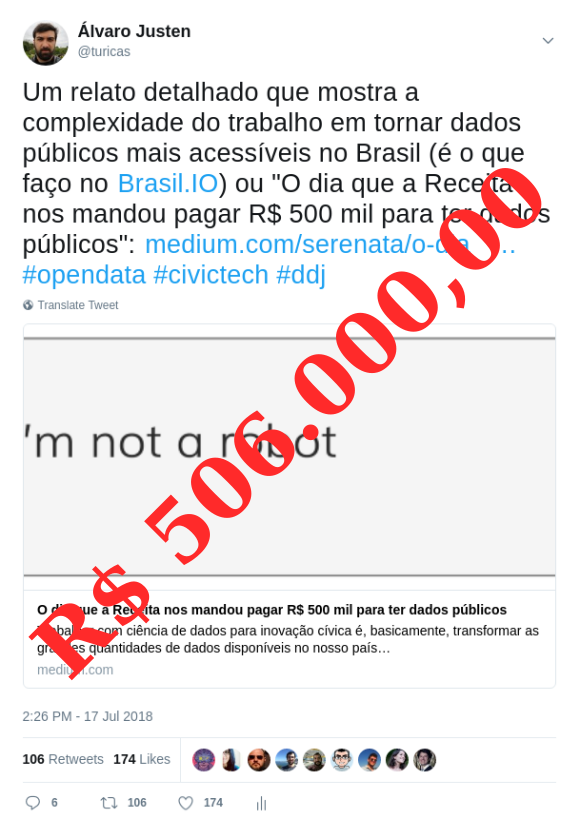 Álvaro Justen
@turicas
Um relato detalhado que mostra a
complexidade do trabalho em tornar dados
públicos mais acessíveis no Brasil (é o que
faço no Brasil.IO) ou "O dia que a Receita
nos mandou pagar R$ 500 mil para ter dados
públicos": medium.com/serenata/o-dia …
#opendata #civictech #ddj
Translate Tweet
R$ 506.000,00
'm not a robot
O dia que a Receita nos mandou pagar R$ 500 mil para ter dados públicos
Trabalhar com ciência de dados para inovação cívica é, basicamente, transformar as
grandes quantidades de dados disponíveis no nosso país…
medium.com
2:26 PM - 17 Jul 2018
106 Retweets 174 Likes
6 106 174